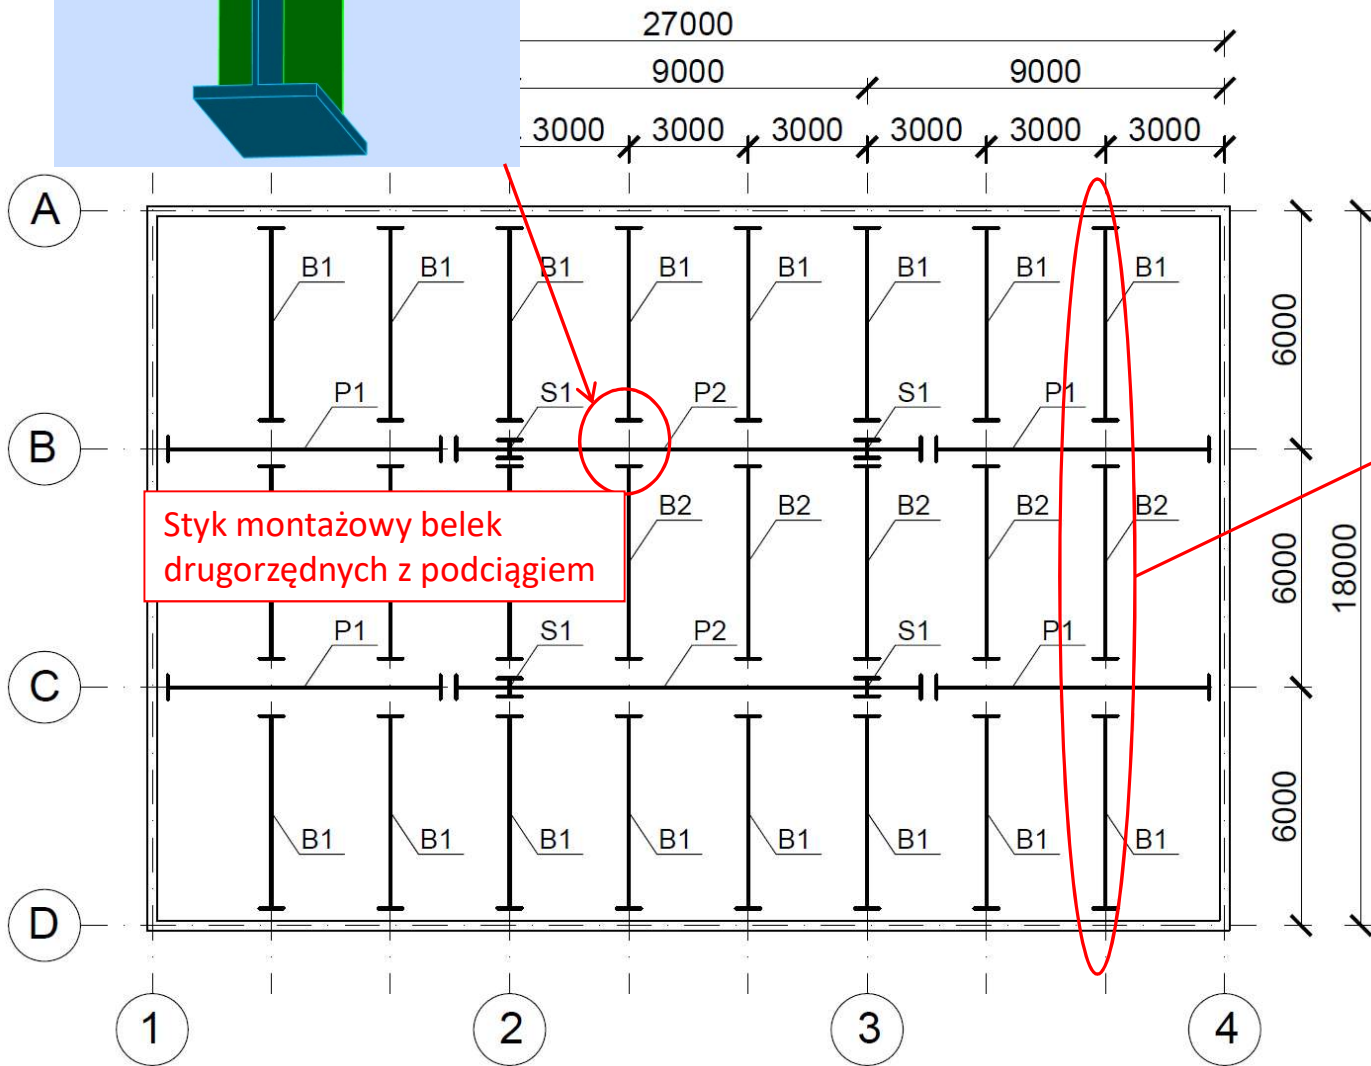 27000
9000 9000
3000 3000 3000 3000 3000 3000
A
B1 B1 B1 B1 B1 B1 B1 B1
6000
P1 S1 P2 S1 P1
B
B2 B2 B2 B2 B2
Styk montażowy belek
drugorzędnych z podciągiem
6000
18000
P1 S1 P2 S1 P1
C
6000
B1 B1 B1 B1 B1 B1 B1 B1
D
1 2 3 4